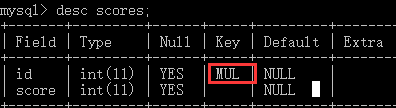 mysql> desc scores;
| Field | Type | Null | Key | Default | Extra
| id | int(11) | YES | MUL | NULL |
| score | int(11) | YES | | NULL |